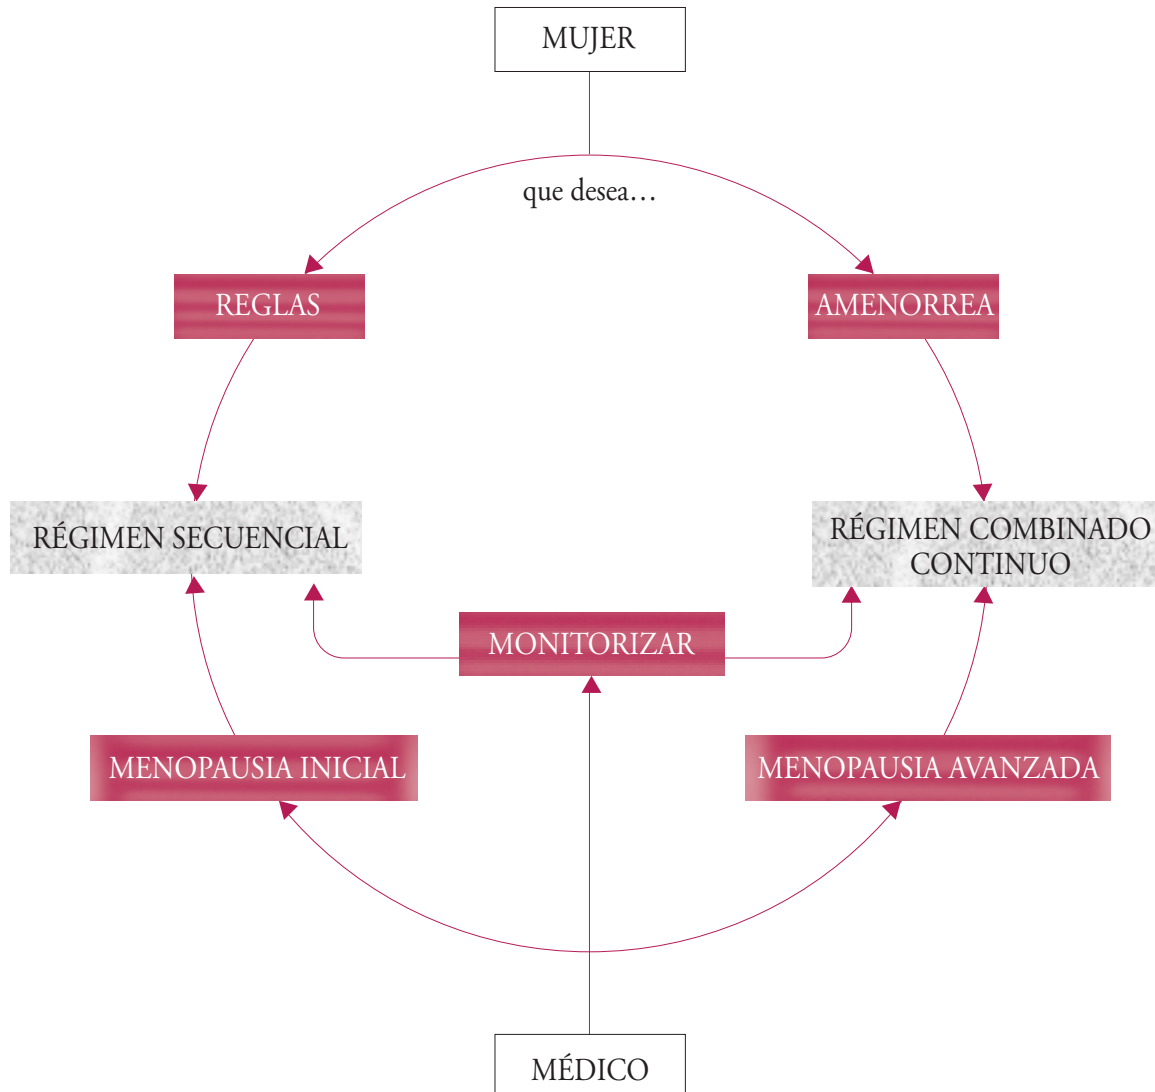 MUJER
que desea…
REGLAS
AMENORREA
RÉGIMEN SECUENCIAL
RÉGIMEN COMBINADO
CONTINUO
MONITORIZAR
MENOPAUSIA INICIAL
MENOPAUSIA AVANZADA
MÉDICO